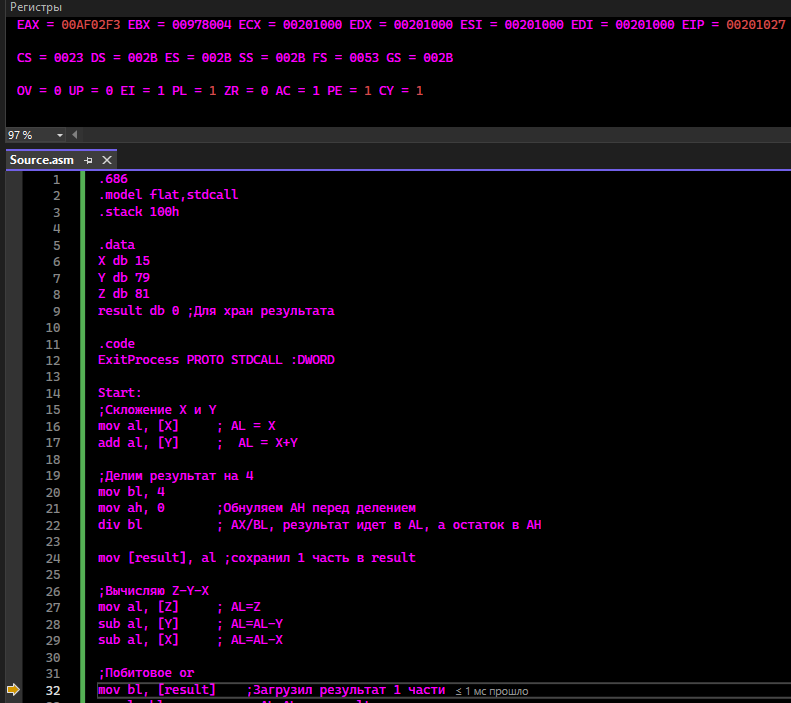 Регистры
EAX = 00AF02F3 EBX = 00978004 ECX = 00201000 EDX = 00201000 ESI = 00201000 EDI = 00201000 EIP = 00201027
CS = 0023 DS = 002B ES = 002B SS = 002B FS = 0053 GS = 002B
OV = 0 UP = 0 EI = 1 PL = 1 ZR = 0 AC = 1 PE = 1 CY = 1
97 %
Source.asm
1 .686
2 .model flat,stdcall
3 .stack 100h
4
5 .data
6 X db 15
7 Y db 79
8 Z db 81
9 result db 0 ;Для хран результата
10
11 .code
12 ExitProcess PROTO STDCALL :DWORD
13
14 Start:
15 ;Скложение X и Y
16 mov al, [X] ; AL = X
17 add al, [Y] ; AL = X+Y
18
19 ;Делим результат на 4
20 mov bl, 4
21 mov ah, 0 ;Обнуляем АН перед делением
22 div bl ; AX/BL, результат идет в AL, а остаток в АН
23
24 mov [result], al ;сохранил 1 часть в result
25
26 ;Вычисляю Z-Y-X
27 mov al, [Z] ; AL=Z
28 sub al, [Y] ; AL=AL-Y
29 sub al, [X] ; AL=AL-X
30
31 ;Побитовое or
32 mov bl, [result] ;Загрузил результат 1 части ≤ 1 мс прошло